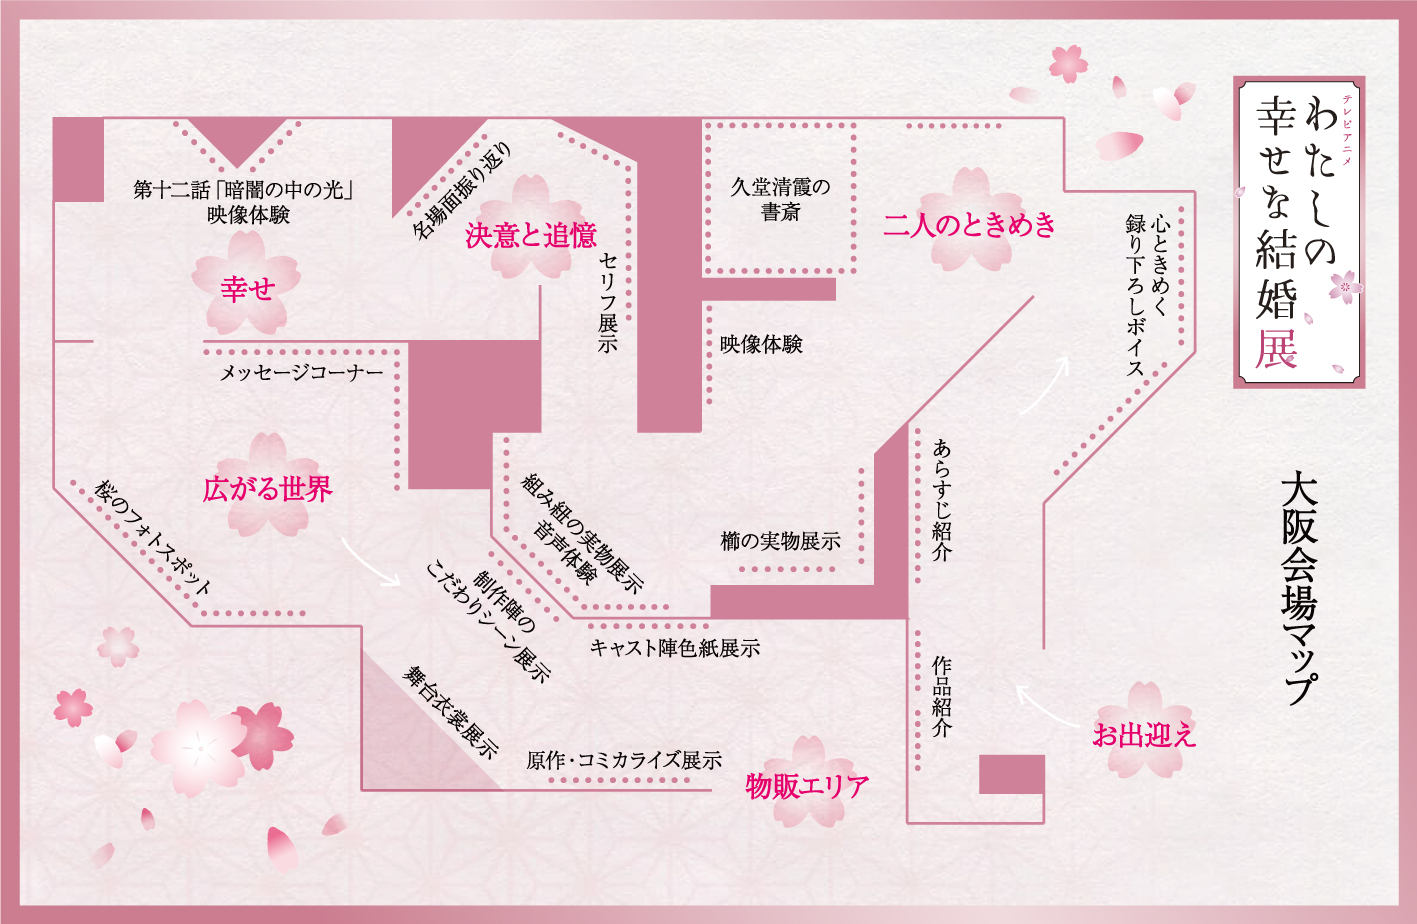 テレビアニメ
わたしの
幸せな結婚展
大阪会場マップ
第十二話「暗闇の中の光」
映像体験
幸せ
名場面振り返り
決意と追憶
セリフ展示
久堂清霞の
書斎
二人のときめき
心ときめく
録り下ろしボイス
映像体験
メッセージコーナー
広がる世界
桜のフォトスポット
組み紐の実物展示
音声体験
櫛の実物展示
あらすじ紹介
制作陣の
こだわりシーン展示
キャスト陣色紙展示
作品紹介
お出迎え
舞台衣裳展示
原作・コミカライズ展示
物販エリア